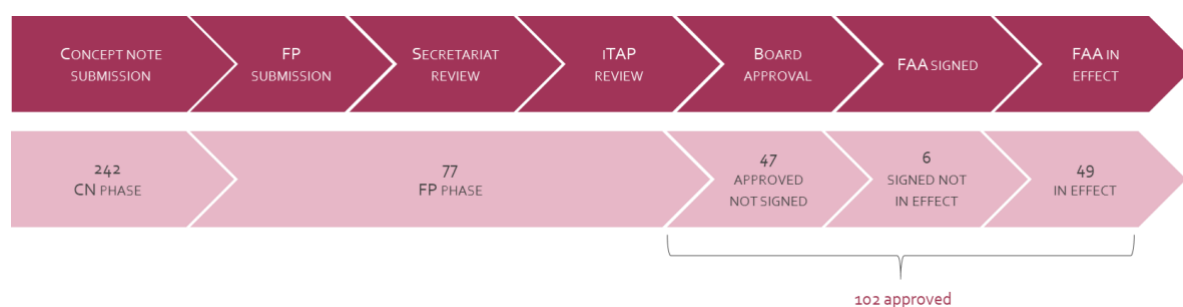 CONCEPT NOTE
SUBMISSION
FP
SUBMISSION
SECRETARIAT
REVIEW
ITAP
REVIEW
BOARD
APPROVAL
FAA SIGNED
FAA IN
EFFECT
242
CN PHASE
77
FP PHASE
47
APPROVED
NOT SIGNED
6
SIGNED NOT
IN EFFECT
49
IN EFFECT
102 approved